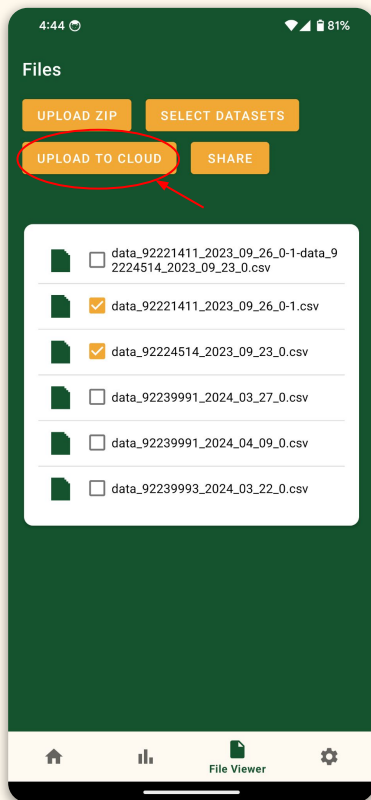 4:44 81%
Files
UPLOAD ZIP SELECT DATASETS
UPLOAD TO CLOUD SHARE
data_92221411_2023_09_26_0-1-data_9
2224514_2023_09_23_0.csv
data_92221411_2023_09_26_0-1.csv
data_92224514_2023_09_23_0.csv
data_92239991_2024_03_27_0.csv
data_92239991_2024_04_09_0.csv
data_92239993_2024_03_22_0.csv
File Viewer